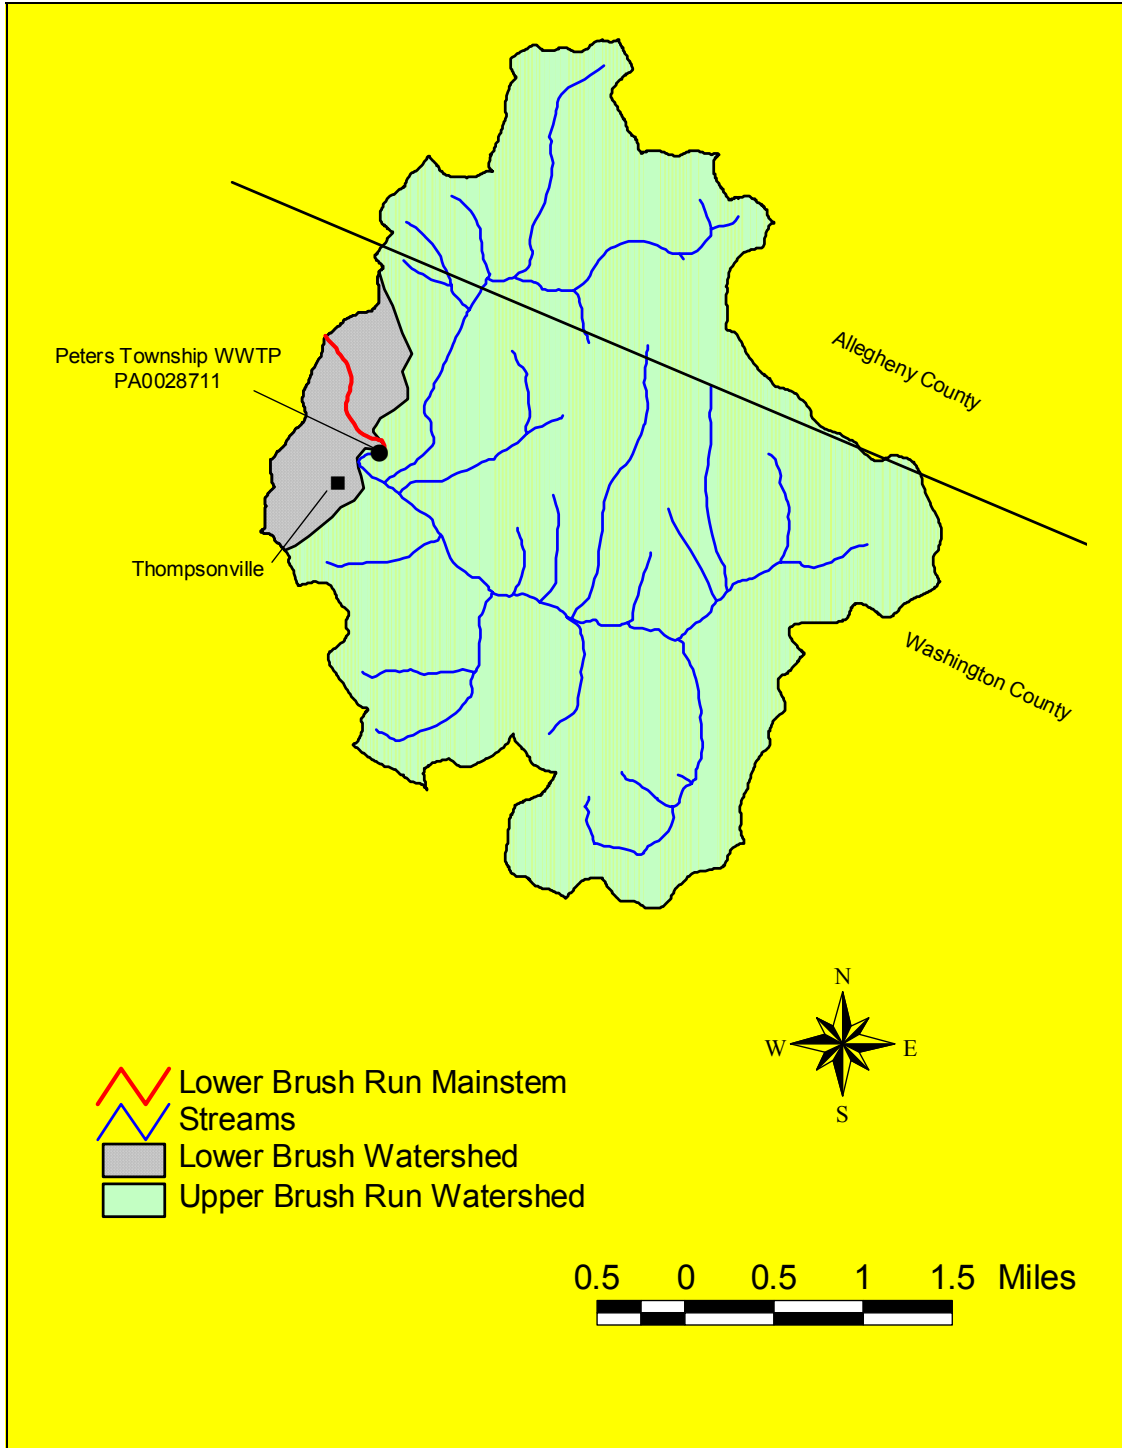 Allegheny County
Peters Township WWTP
PA0028711
Thompsonville
Washington County
N
W E
S
Lower Brush Run Mainstem
Streams
Lower Brush Watershed
Upper Brush Run Watershed
0.5 0 0.5 1 1.5 Miles